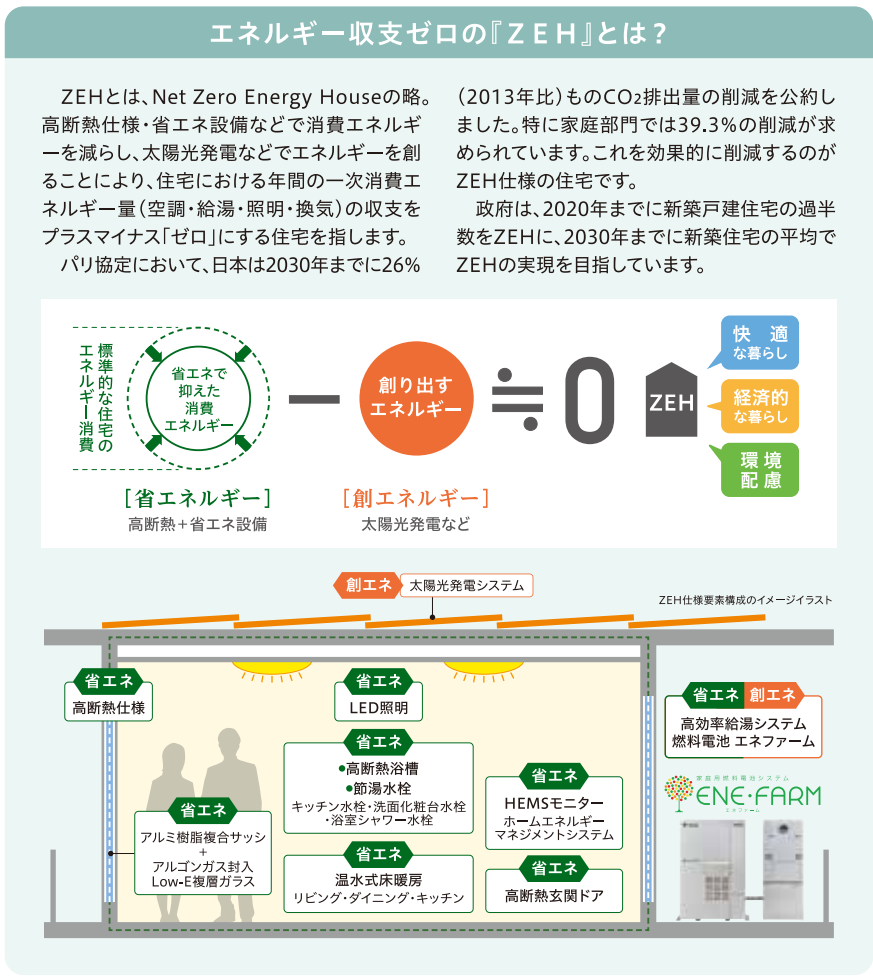 エネルギー収支ゼロの『ＺＥＨ』とは？
　ZEHとは、Net Zero Energy Houseの略。
高断熱仕様・省エネ設備などで消費エネルギ
ーを減らし、太陽光発電などでエネルギーを創
ることにより、住宅における年間の一次消費エ
ネルギー量（空調・給湯・照明・換気）の収支を
プラスマイナス「ゼロ」にする住宅を指します。
　パリ協定において、日本は2030年までに26%
（2013年比）ものCO₂排出量の削減を公約し
ました。特に家庭部門では39.3%の削減が求
められています。これを効果的に削減するのが
ZEH仕様の住宅です。
　政府は、2020年までに新築戸建住宅の過半
数をZEHに、2030年までに新築住宅の平均で
ZEHの実現を目指しています。
標準的な住宅の
エネルギー消費
省エネで
抑えた
消費
エネルギー
ー
創り出す
エネルギー
≒
0
ZEH
快適
な暮らし
経済的
な暮らし
環境
配慮
［省エネルギー］
高断熱＋省エネ設備
［創エネルギー］
太陽光発電など
創エネ 太陽光発電システム
ZEH仕様要素構成のイメージイラスト
省エネ
高断熱仕様
省エネ
LED照明
省エネ 創エネ
高効率給湯システム
燃料電池 エネファーム
省エネ
●高断熱浴槽
●節湯水栓
キッチン水栓・洗面化粧台水栓
・浴室シャワー水栓
省エネ
HEMSモニター
ホームエネルギー
マネジメントシステム
家庭用燃料電池システム
ENE・FARM
エネファーム
省エネ
アルミ樹脂複合サッシ
+
アルゴンガス封入
Low-E複層ガラス
省エネ
温水式床暖房
リビング・ダイニング・キッチン
省エネ
高断熱玄関ドア